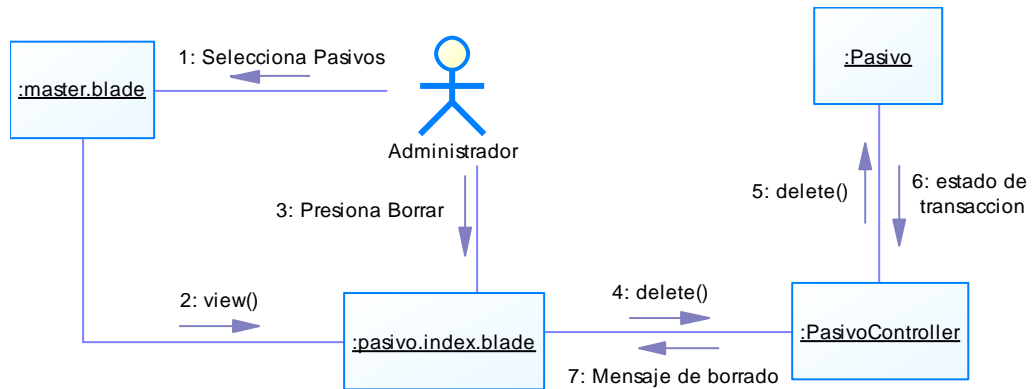 1: Selecciona Pasivos
:Pasivo
:master.blade
Administrador
5: delete()
6: estado de
transaccion
3: Presiona Borrar
2: view()
4: delete()
:pasivo.index.blade
:PasivoController
7: Mensaje de borrado